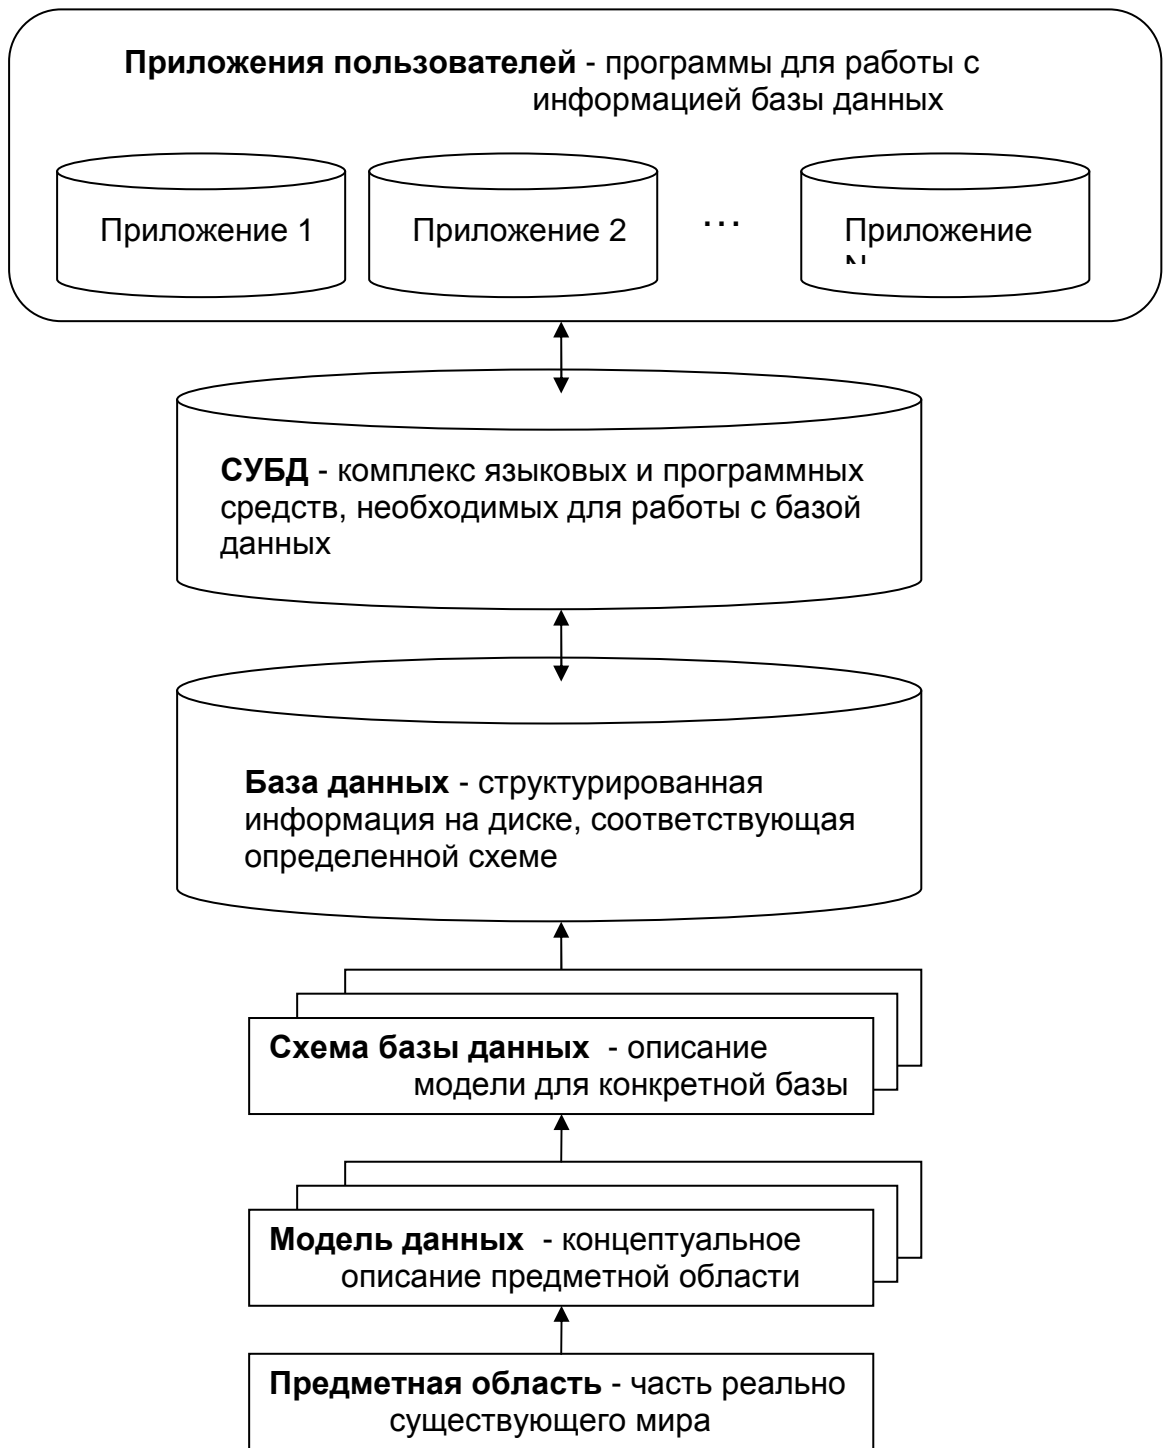 Приложения пользователей - программы для работы с
информацией базы данных
Приложение 1
Приложение 2
...
Приложение
СУБД - комплекс языковых и программных
средств, необходимых для работы с базой
данных
База данных - структурированная
информация на диске, соответствующая
определенной схеме
Схема базы данных - описание
модели для конкретной базы
Модель данных - концептуальное
описание предметной области
Предметная область - часть реально
существующего мира